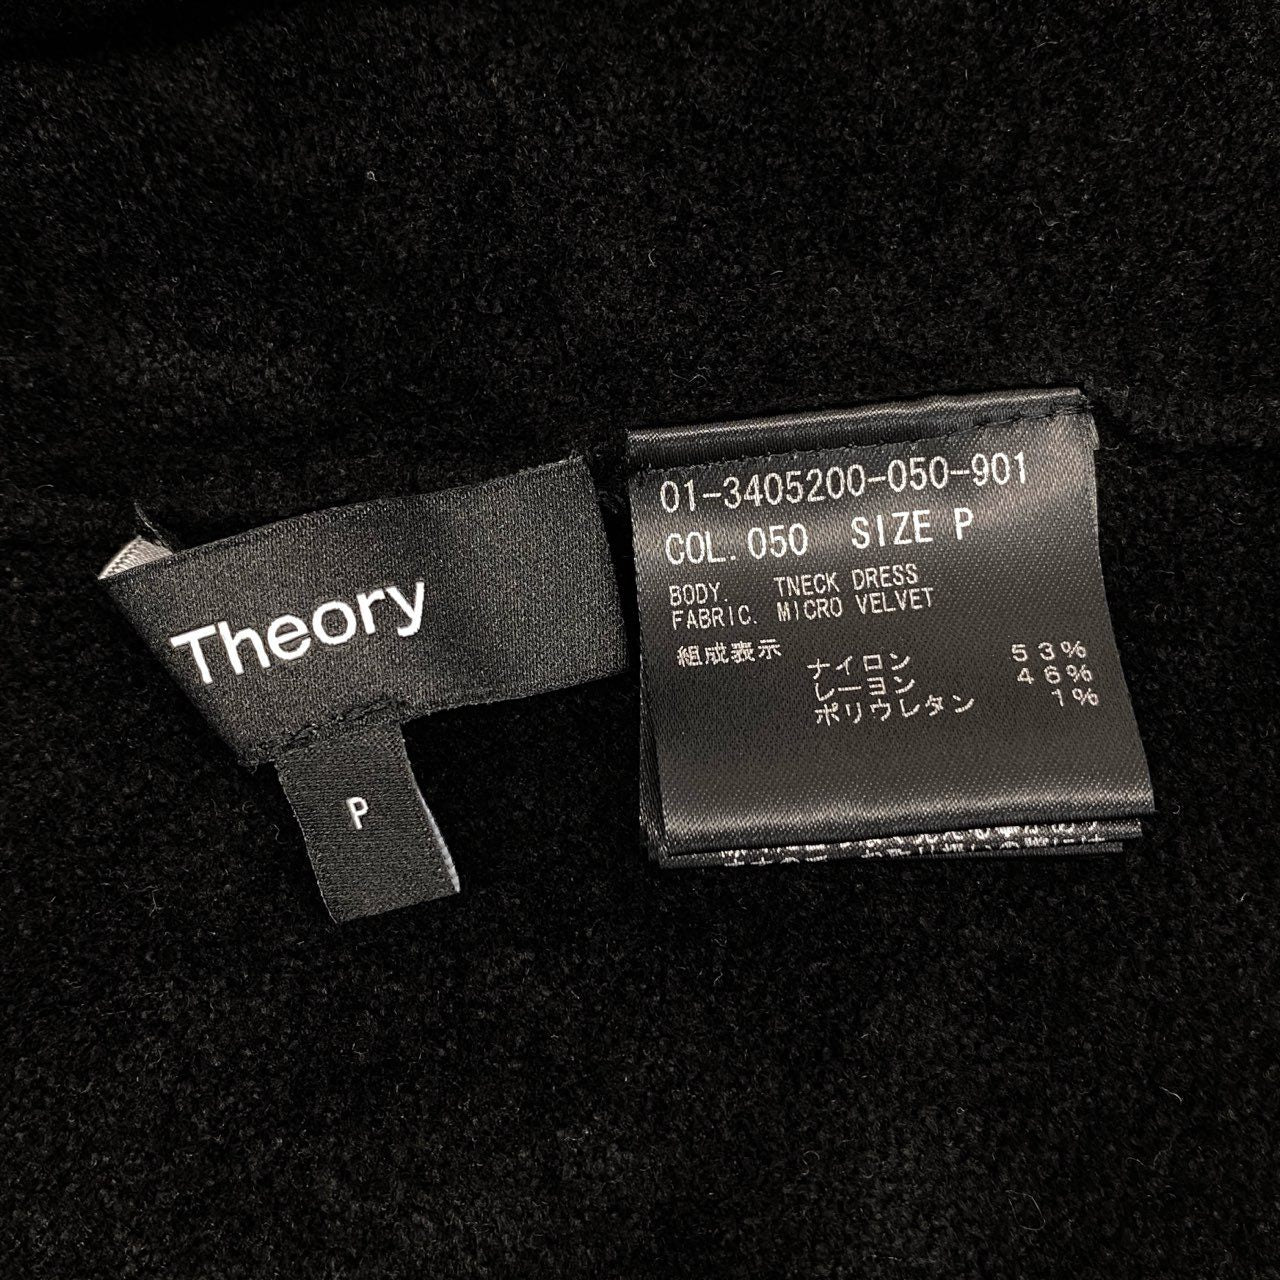 Theory
P
01-3405200-050-901
COL. 050 SIZE P
BODY. TNECK DRESS
FABRIC. MICRO VELVET
組成表示
ナイロン 53%
レーヨン 46%
ポリウレタン 1%